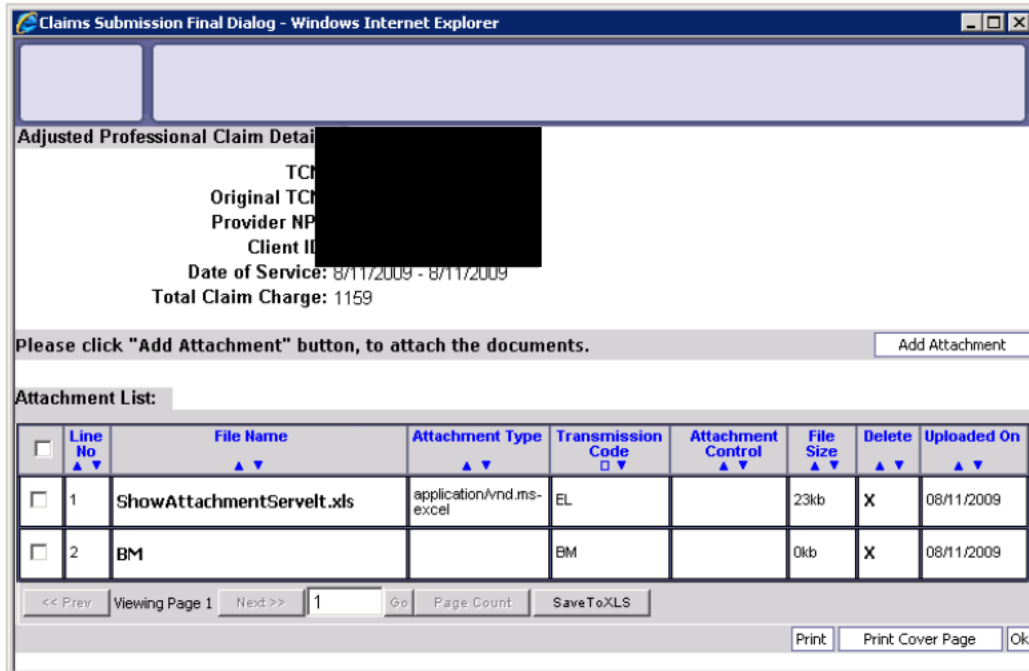 Claims Submission Final Dialog - Windows Internet Explorer
Adjusted Professional Claim Detai
TCN
Original TCN
Provider NP
Client ID
Date of Service: 8/11/2009 - 8/11/2009
Total Claim Charge: 1159
Please click "Add Attachment" button, to attach the documents.
Add Attachment
Attachment List:
Line No File Name Attachment Type Transmission Code Attachment Control File Size Delete Uploaded On
1 ShowAttachmentServelt.xls application/vnd.ms-excel EL 23kb X 08/11/2009
2 BM BM 0kb X 08/11/2009
<< Prev Viewing Page 1 Next >> 1 Go Page Count SaveToXLS
Print Print Cover Page Ok